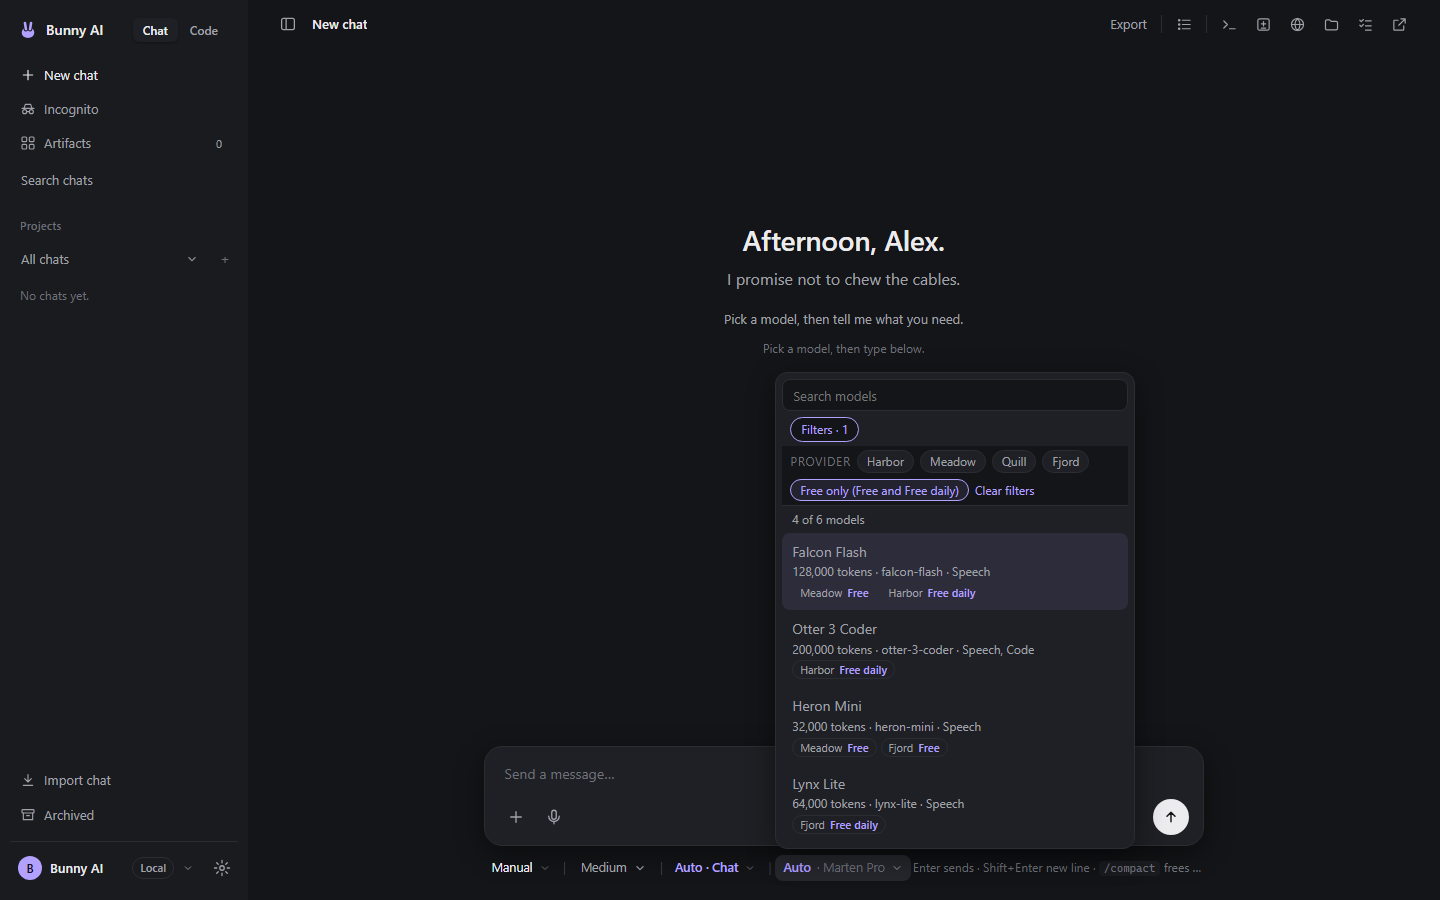 Bunny AI
Chat
Code
New chat
Export
New chat
Incognito
Artifacts
0
Search chats
Projects
All chats
+
No chats yet.
Afternoon, Alex.
I promise not to chew the cables.
Pick a model, then tell me what you need.
Pick a model, then type below.
Search models
Filters · 1
PROVIDER Harbor Meadow Quill Fjord
Free only (Free and Free daily) Clear filters
4 of 6 models
Falcon Flash
128,000 tokens · falcon-flash · Speech
Meadow Free Harbor Free daily
Otter 3 Coder
200,000 tokens · otter-3-coder · Speech, Code
Harbor Free daily
Heron Mini
32,000 tokens · heron-mini · Speech
Meadow Free Fjord Free
Lynx Lite
64,000 tokens · lynx-lite · Speech
Fjord Free daily
Send a message...
Import chat
Archived
B Bunny AI Local
Manual | Medium | Auto · Chat | Auto · Marten Pro Enter sends · Shift+Enter new line · /compact frees ...